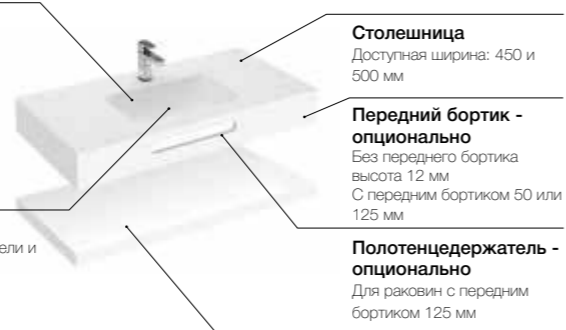 Столешница
Доступная ширина: 450 и
500 мм
Передний бортик -
опционально
Без переднего бортика
высота 12 мм
С передним бортиком 50 или
125 мм
ели и
Полотенцедержатель -
опционально
Для раковин с передним
бортиком 125 мм